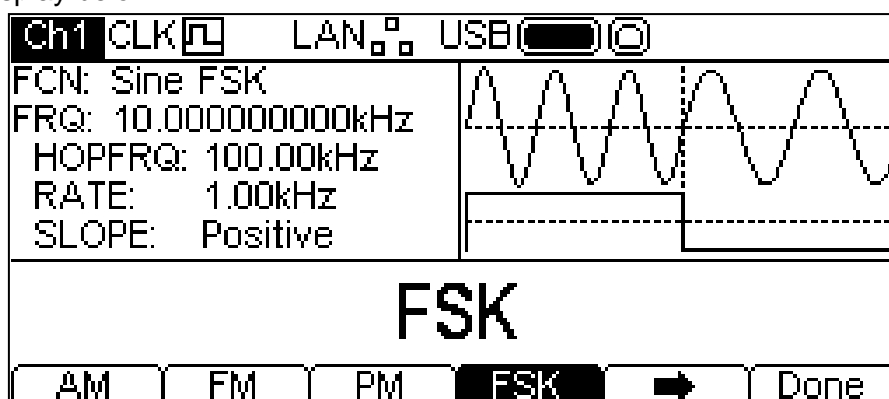 Ch1 CLK LAN USB
FCN: Sine FSK
FRQ: 10.000000000kHz
HOPFRQ: 100.00kHz
RATE: 1.00kHz
SLOPE: Positive
FSK
AM FM PM FSK Done